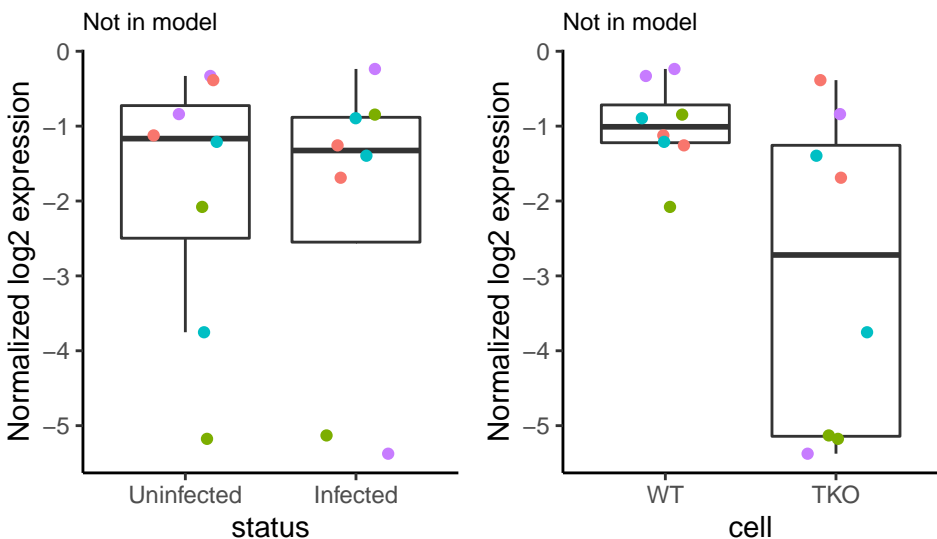 Not in model
Normalized log2 expression
0
−1
−2
−3
−4
−5
Uninfected Infected
status
Not in model
Normalized log2 expression
0
−1
−2
−3
−4
−5
WT TKO
cell